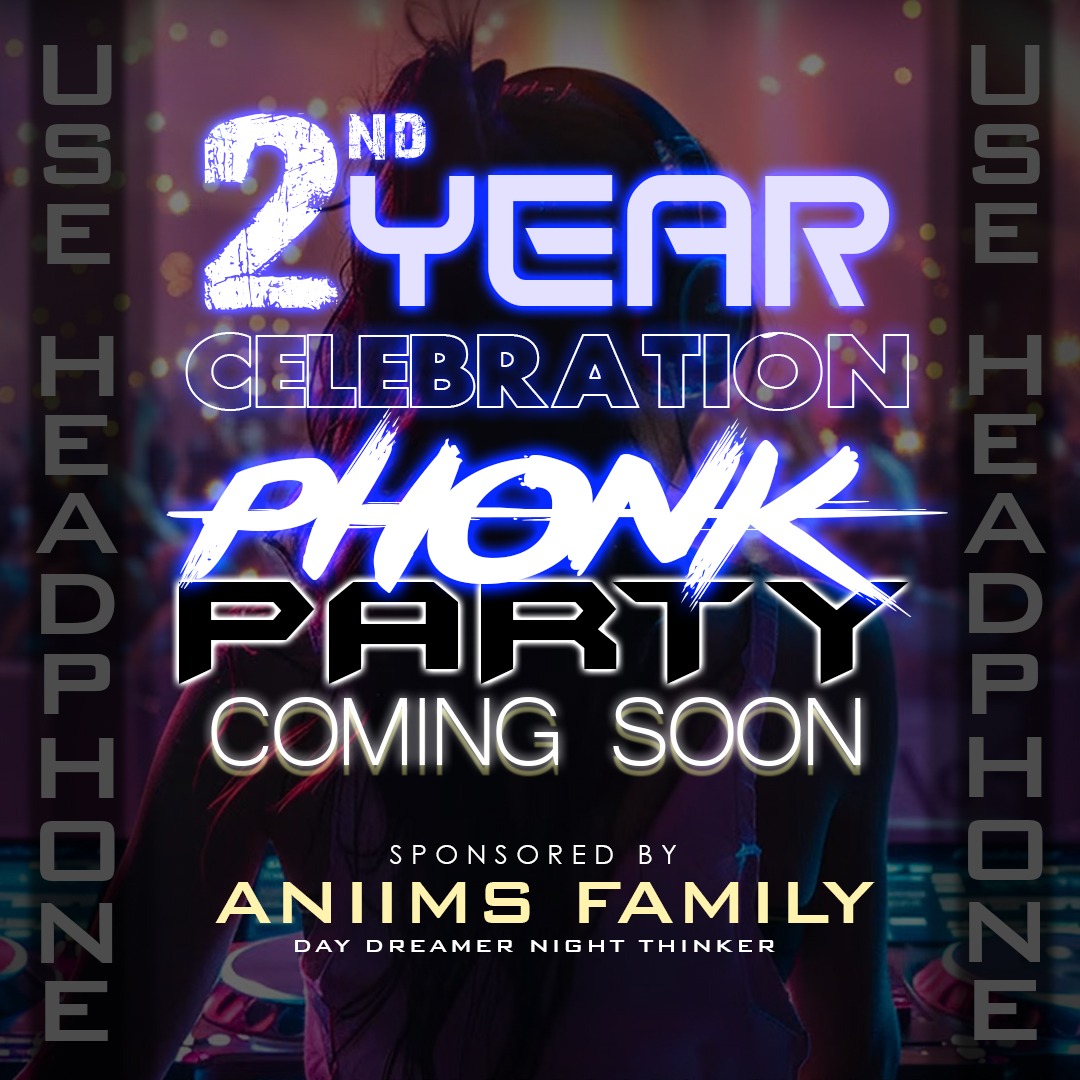 2ND YEAR
CELEBRATION
PHONK
PARTY
COMING SOON
SPONSORED BY
ANIIMS FAMILY
DAY DREAMER NIGHT THINKER
USE HEADPHONE
USE HEADPHONE